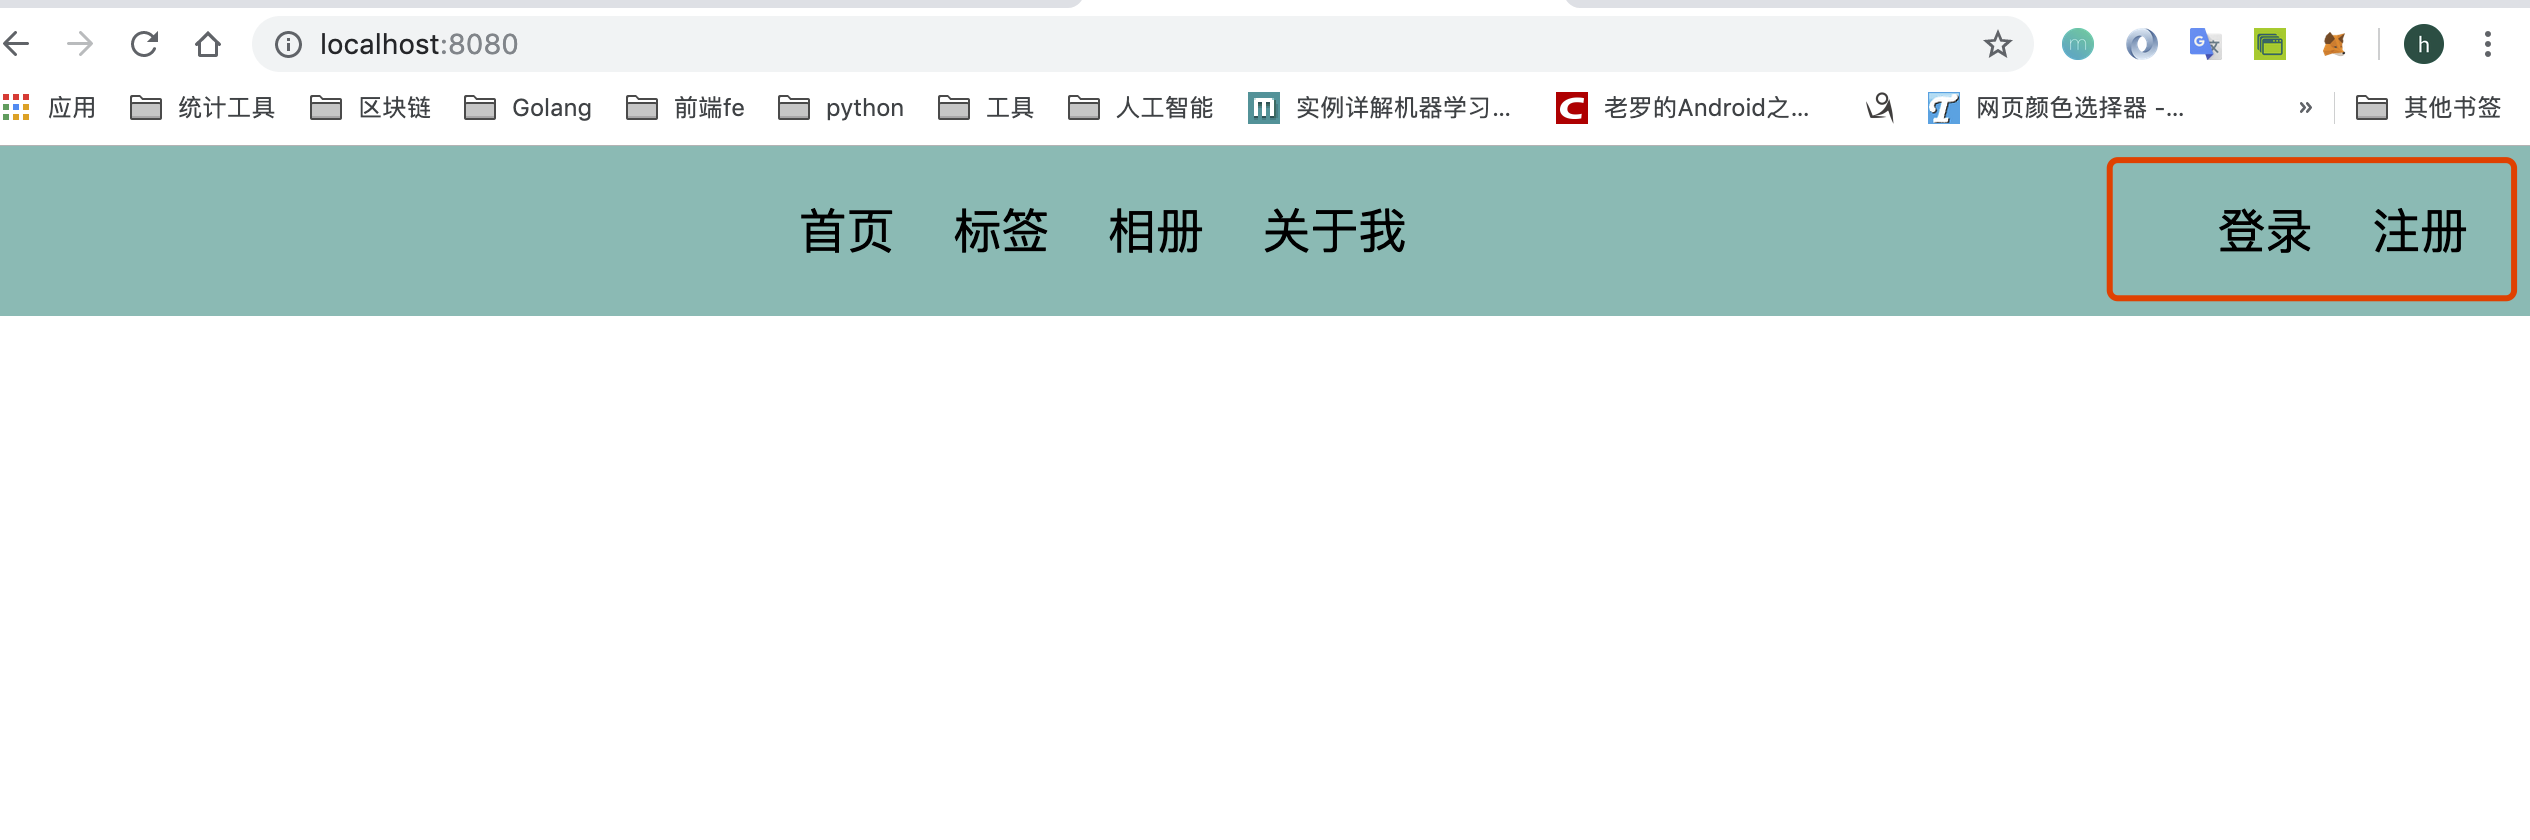 localhost:8080 h
应用 统计工具 区块链 Golang 前端fe python 工具 人工智能 m 实例详解机器学习... C 老罗的Android之... T 网页颜色选择器 -... » 其他书签
首页 标签 相册 关于我 登录 注册